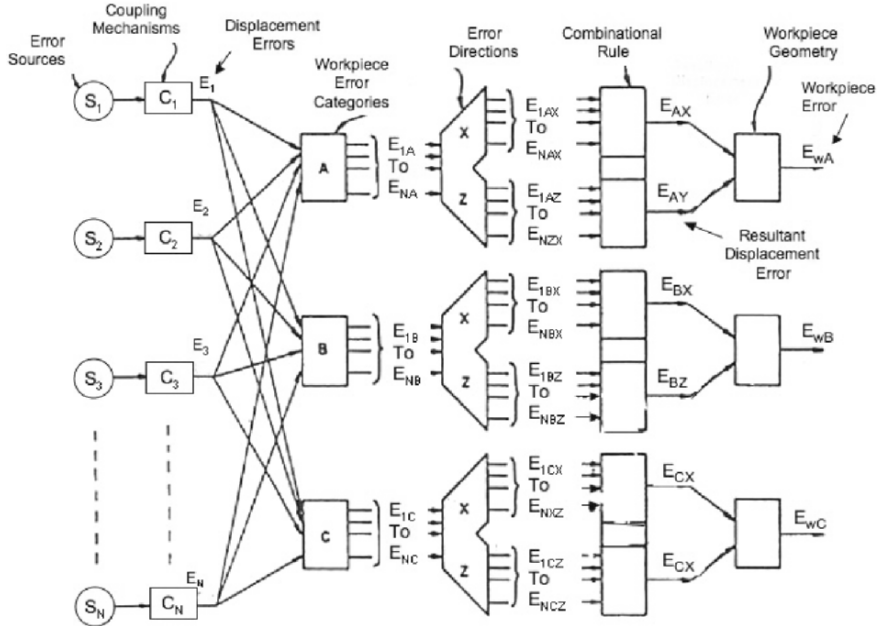 Error
Sources
Coupling
Mechanisms
Displacement
Errors
Workpiece
Error
Categories
Error
Directions
Combinational
Rule
Workpiece
Geometry
Workpiece
Error
S1
C1
E1
A
E1A
To
ENA
X
Z
E1AX
To
ENAX
E1AZ
To
ENZX
EAX
EAY
EwA
Resultant
Displacement
Error
S2
C2
E2
B
E1B
To
ENB
X
Z
E1BX
To
ENBX
E1BZ
To
ENBZ
EBX
EBZ
EwB
S3
C3
E3
C
E1C
To
ENC
X
Z
E1CX
To
ENXZ
E1CZ
To
ENCZ
ECX
ECX
EwC
SN
CN
EN